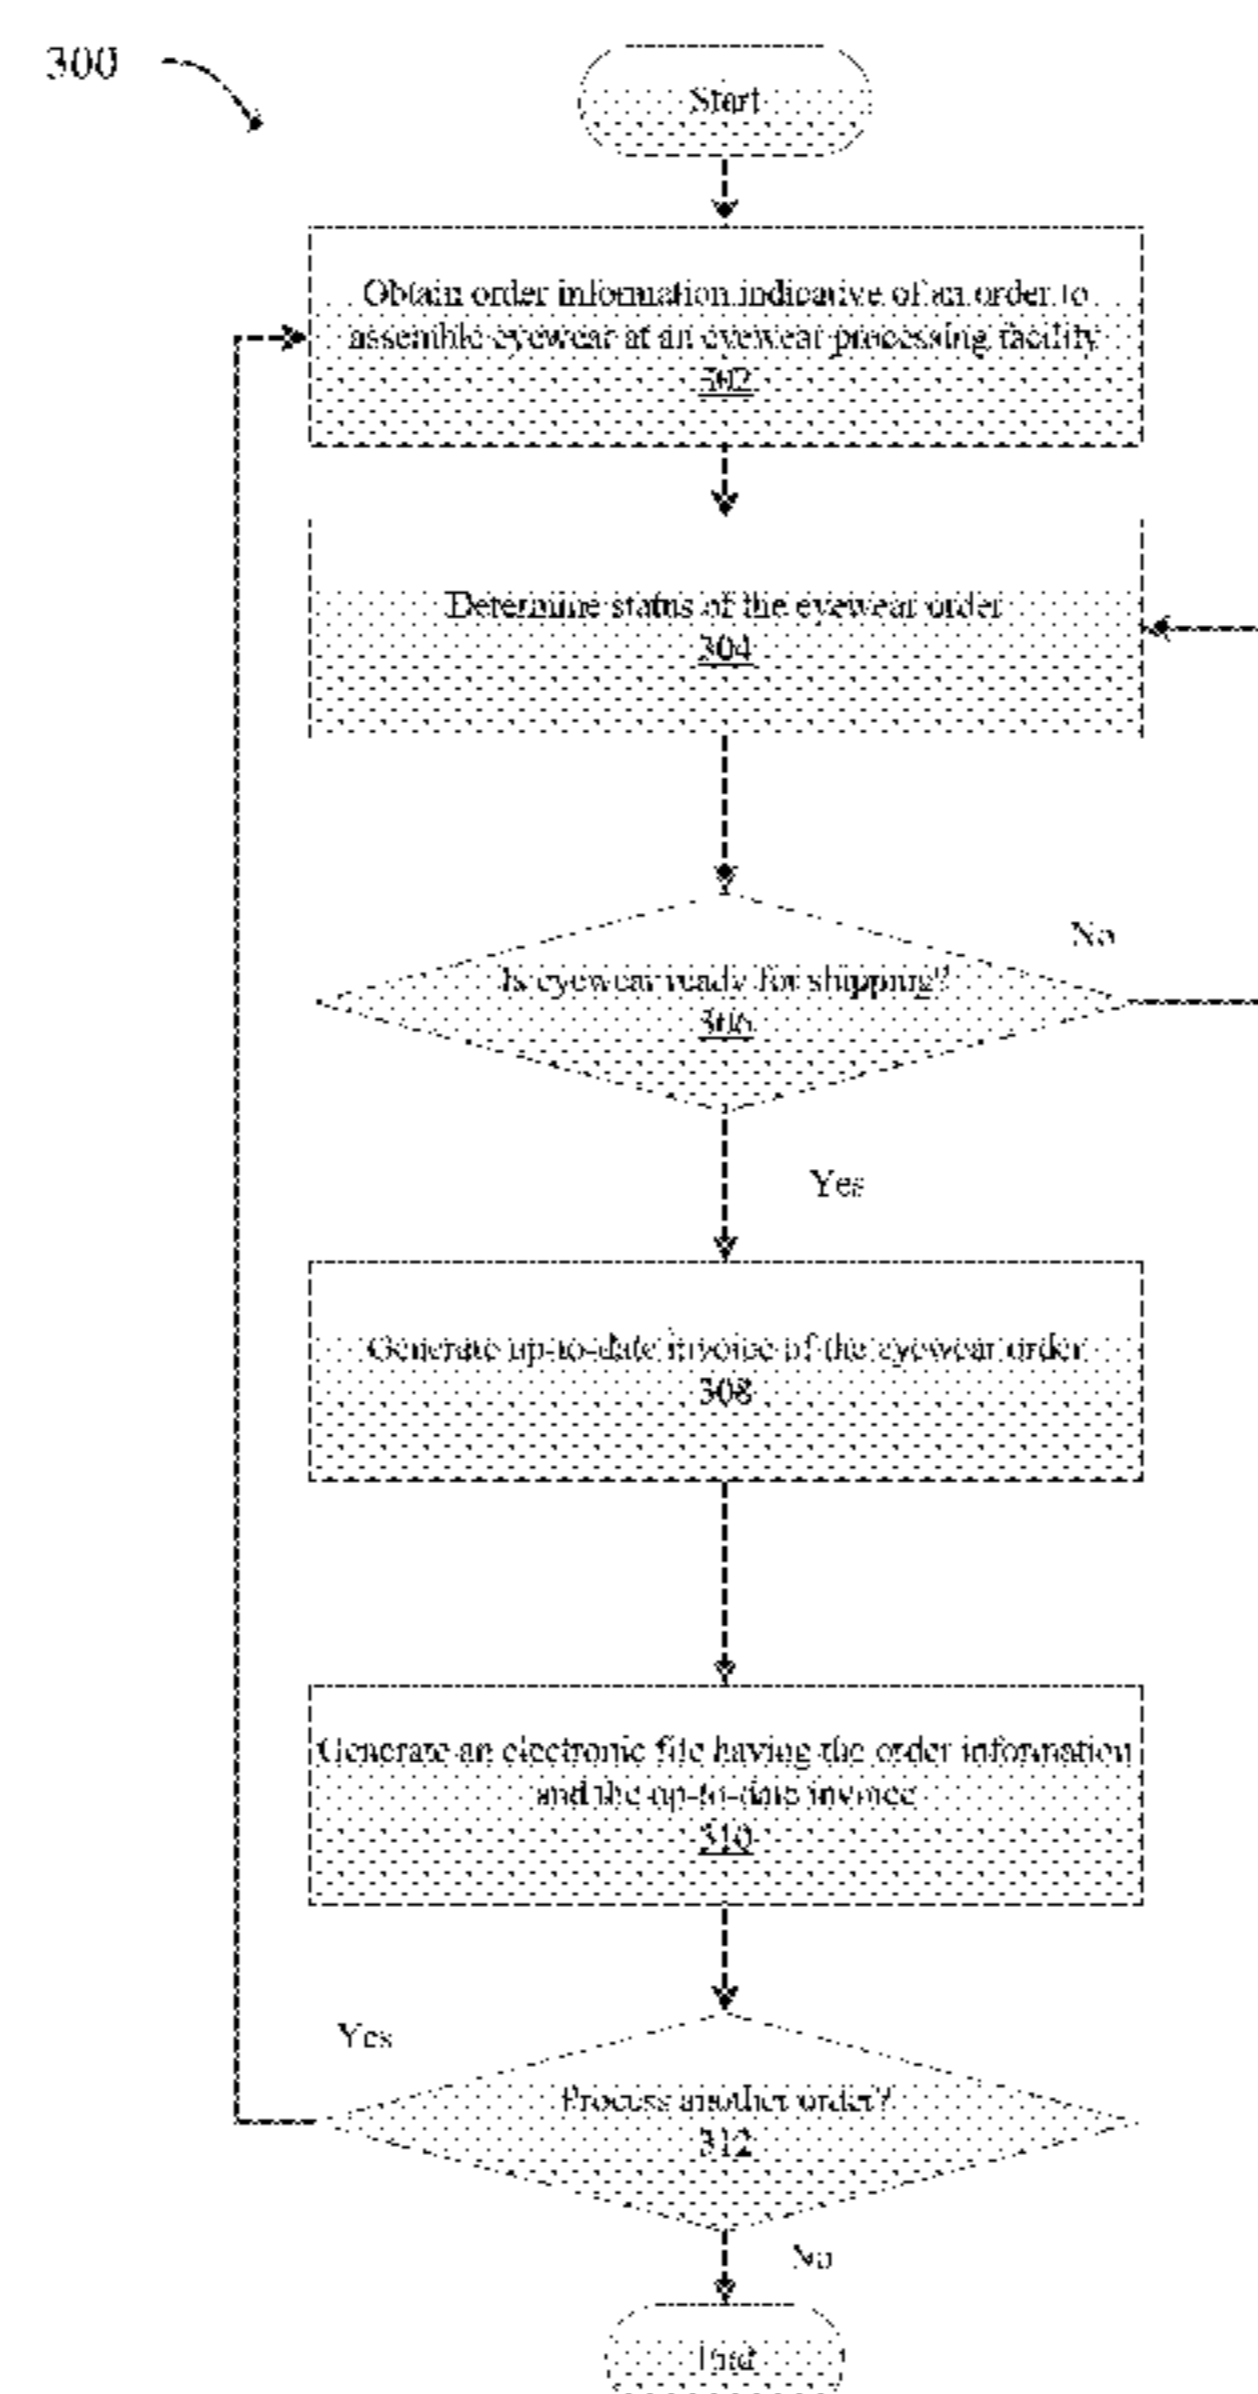 300
Start
Obtain order information indicative of an order to
assemble eyewear at an eyewear processing facility
302
Determine status of the eyewear order
304
No
Is eyewear ready for shipping?
306
Yes
Generate up-to-date invoice of the eyewear order
308
Generate an electronic file having the order information
and the up-to-date invoice
310
Yes
Process another order?
312
No
End